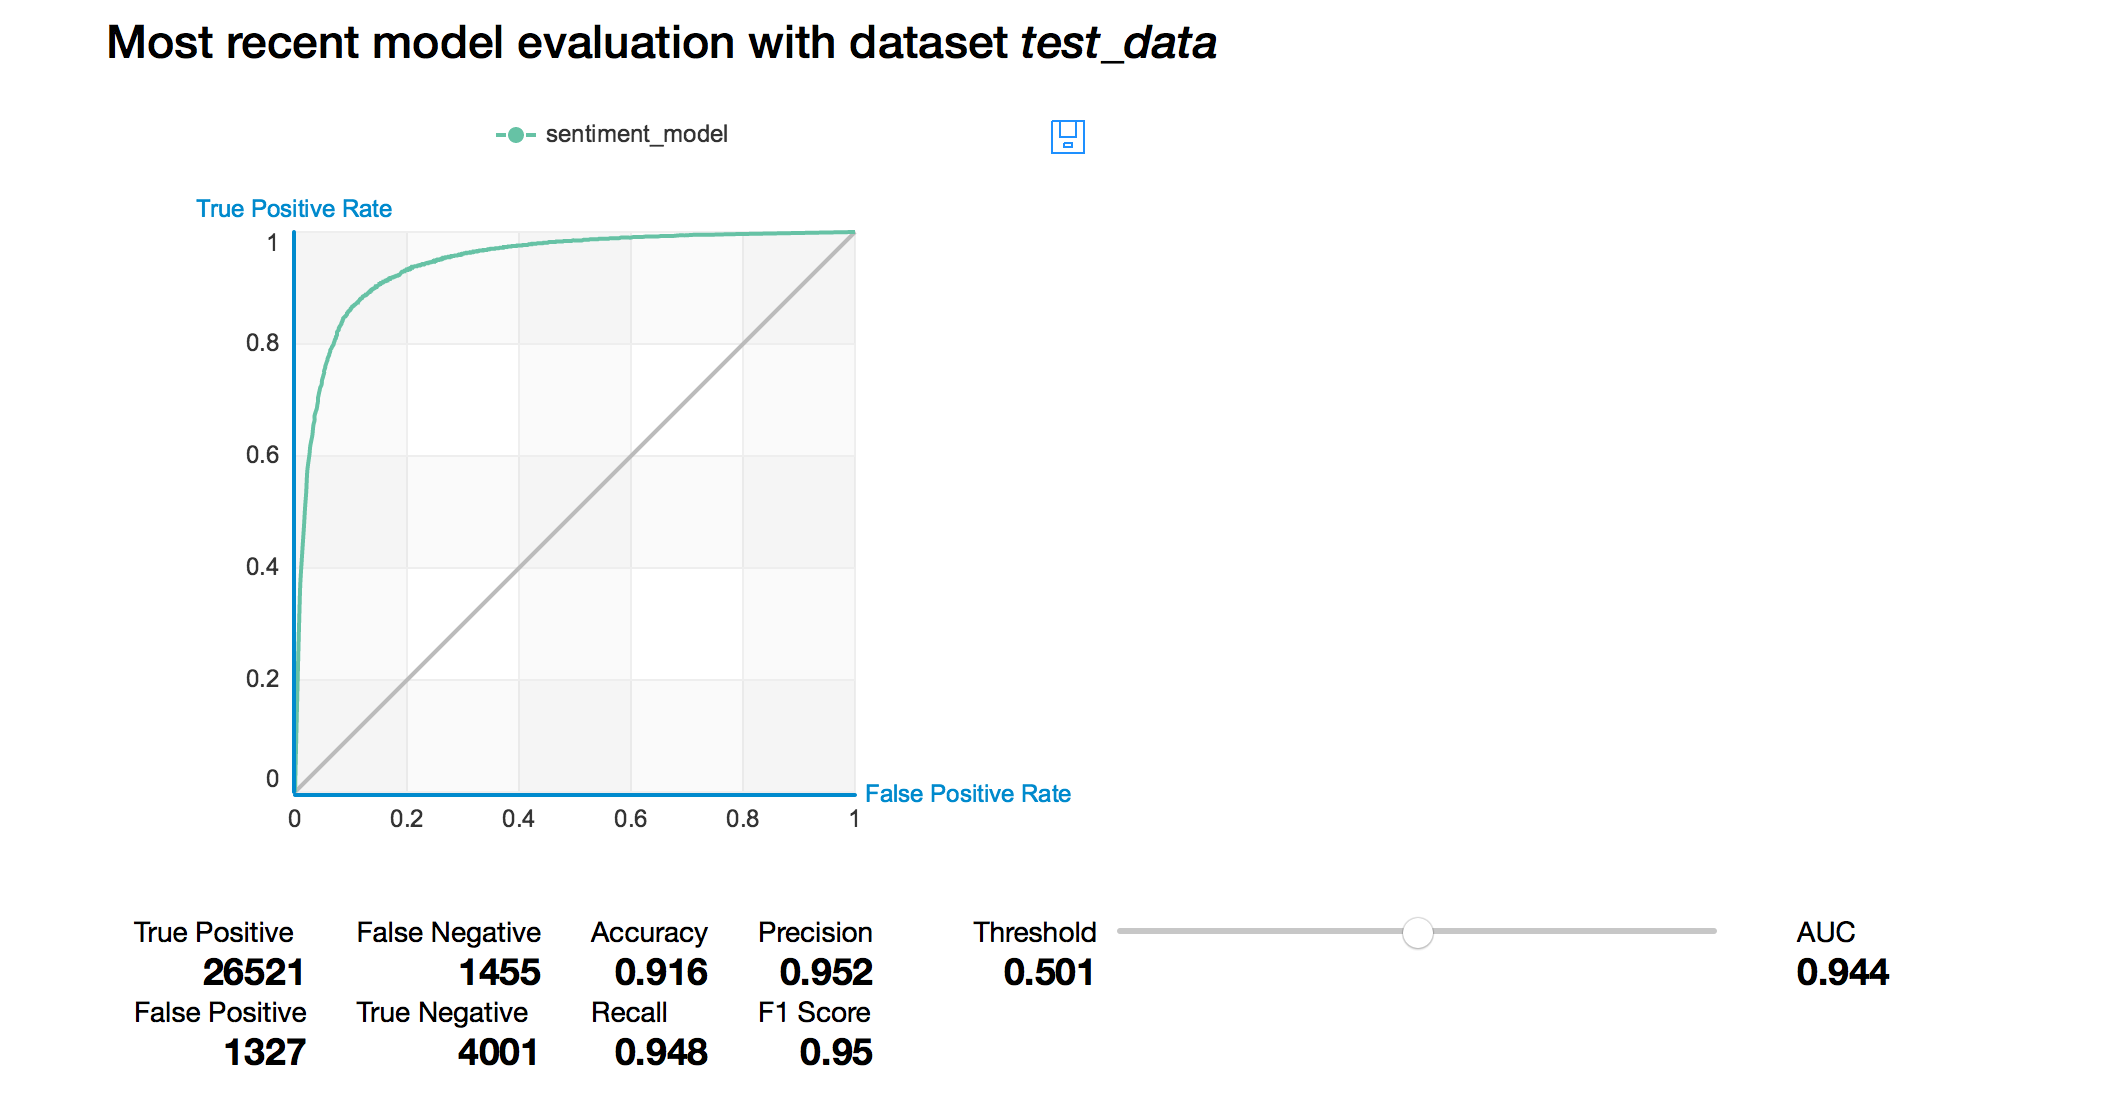 Most recent model evaluation with dataset test_data
sentiment_model
True Positive Rate
1
0.8
0.6
0.4
0.2
0
0 0.2 0.4 0.6 0.8 1
False Positive Rate
True Positive False Negative Accuracy Precision Threshold AUC
26521 1455 0.916 0.952 0.501 0.944
False Positive True Negative Recall F1 Score
1327 4001 0.948 0.95